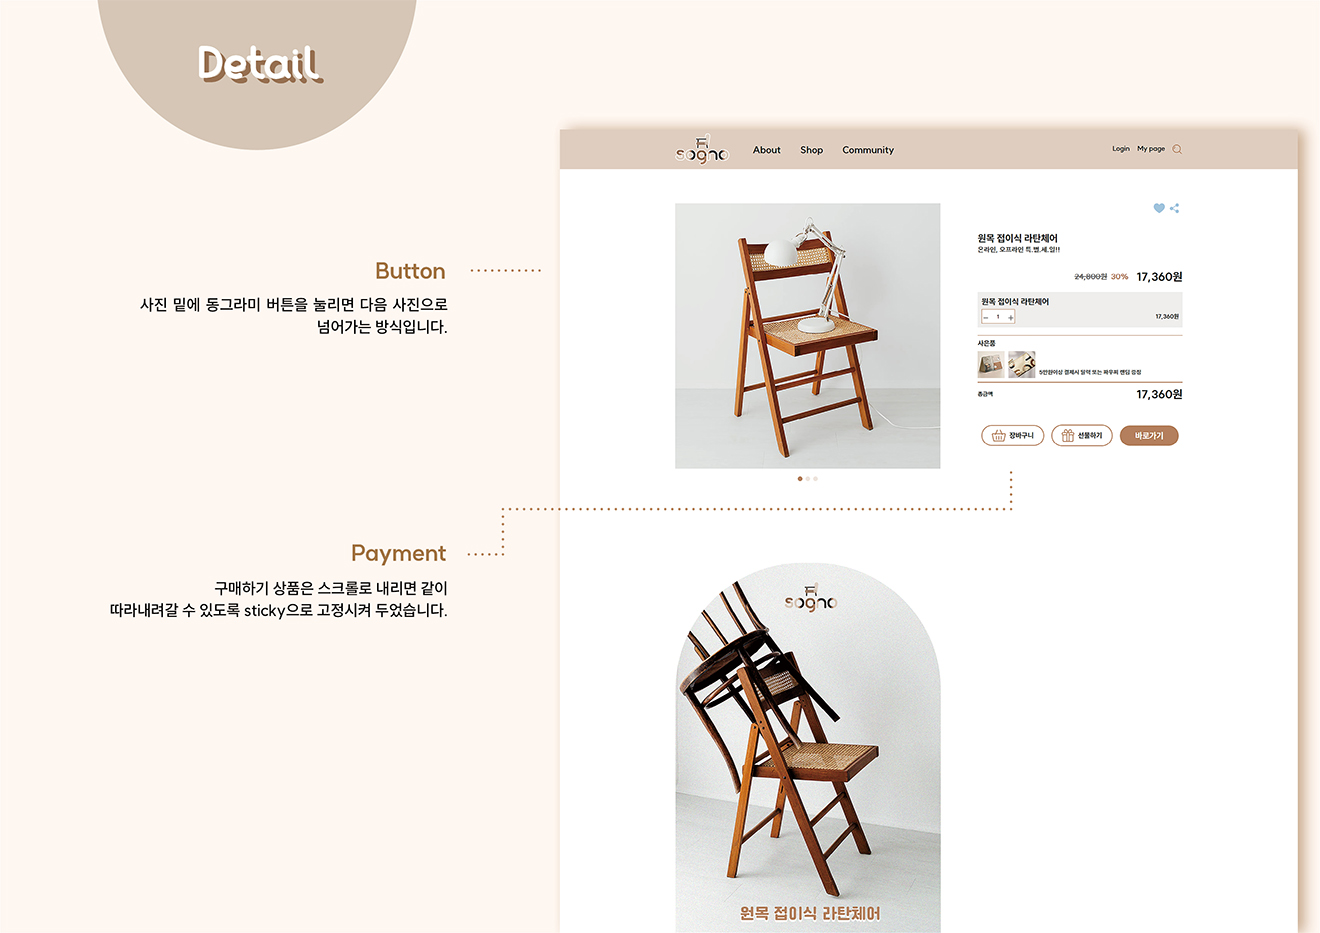 Detail
sogno
About
Shop
Community
Login
My page
Button
사진 밑에 동그라미 버튼을 눌리면 다음 사진으로
넘어가는 방식입니다.
원목 접이식 라탄체어
온라인, 오프라인 특.별.세.일!!
24,800원 30% 17,360원
원목 접이식 라탄체어
− 1 +
17,360원
사은품
5만원이상 결제시 달력 또는 파우치 랜덤 증정
총금액
17,360원
장바구니
선물하기
바로가기
Payment
구매하기 상품은 스크롤로 내리면 같이
따라내려갈 수 있도록 sticky으로 고정시켜 두었습니다.
sogno
원목 접이식 라탄체어